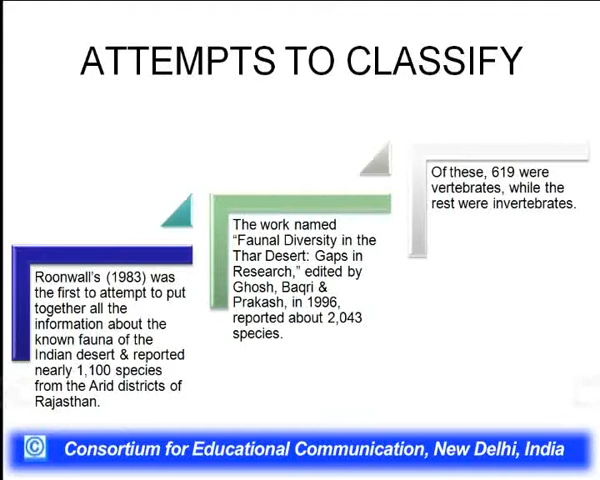 ATTEMPTS TO CLASSIFY
Roonwall's (1983) was
the first to attempt to put
together all the
information about the
known fauna of the
Indian desert & reported
nearly 1,100 species
from the Arid districts of
Rajasthan.
The work named
“Faunal Diversity in the
Thar Desert: Gaps in
Research,” edited by
Ghosh, Baqri &
Prakash, in 1996,
reported about 2,043
species.
Of these, 619 were
vertebrates, while the
rest were invertebrates.
© Consortium for Educational Communication, New Delhi, India